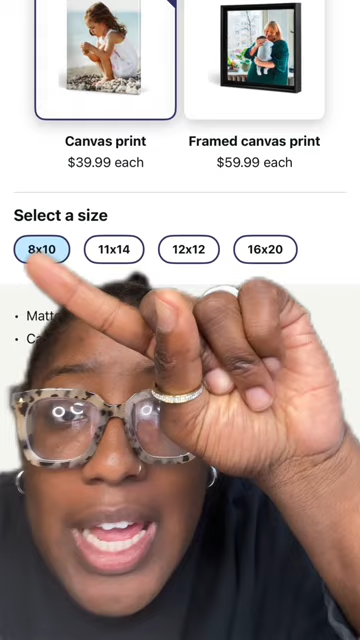 Canvas print
Framed canvas print
$39.99 each
$59.99 each
Select a size
8x10
11x14
12x12
16x20